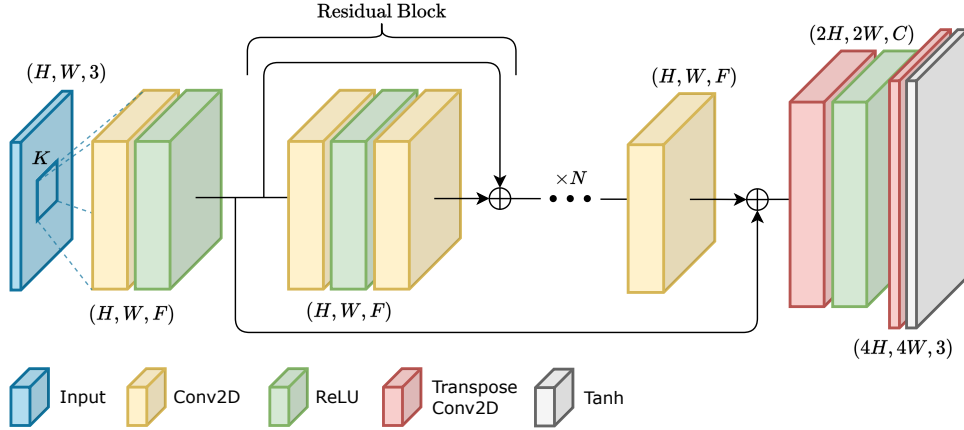 Residual Block
(H, W, 3)
(2H, 2W, C)
(H, W, F)
K
×N
(H, W, F)
(H, W, F)
(4H, 4W, 3)
Input
Conv2D
ReLU
Transpose
Conv2D
Tanh